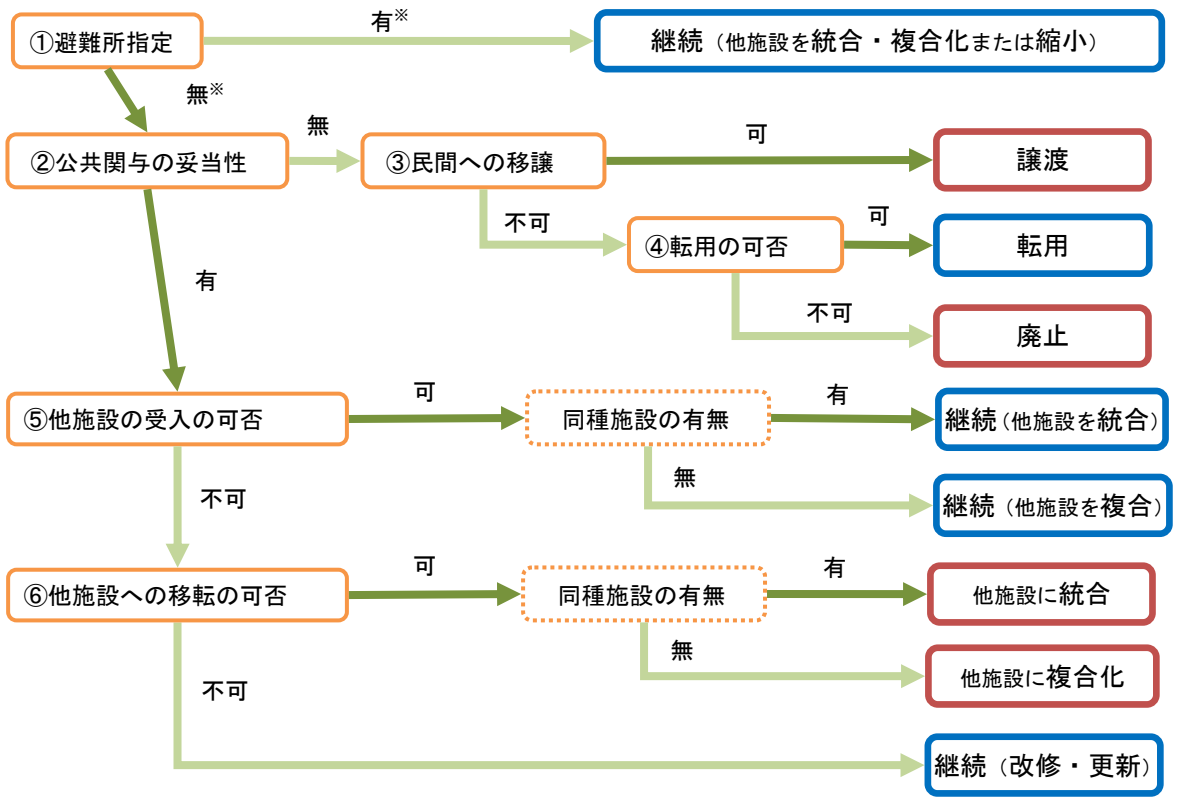 ①避難所指定
有※
継続（他施設を統合・複合化または縮小）
無※
②公共関与の妥当性
無
③民間への移譲
可
譲渡
不可
④転用の可否
可
転用
有
不可
廃止
⑤他施設の受入の可否
可
同種施設の有無
有
継続（他施設を統合）
無
継続（他施設を複合）
不可
⑥他施設への移転の可否
可
同種施設の有無
有
他施設に統合
無
他施設に複合化
不可
継続（改修・更新）